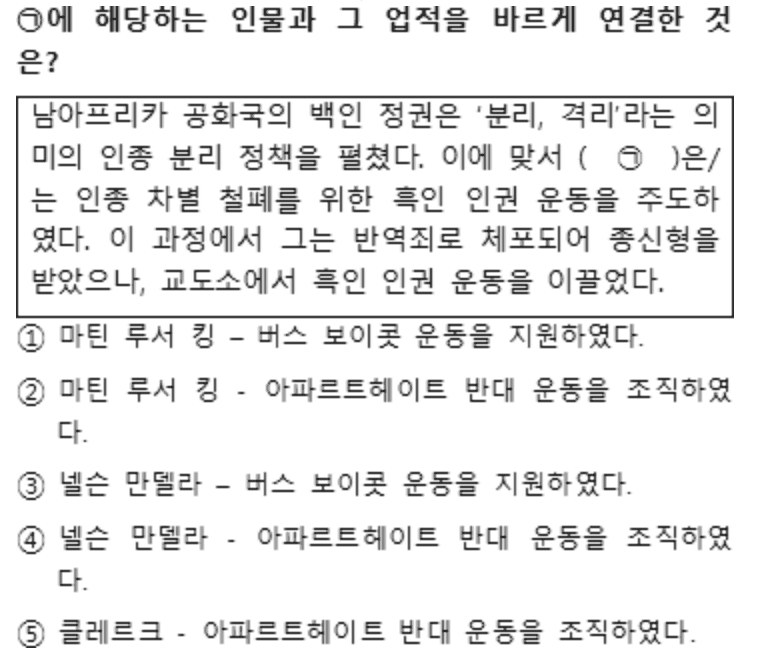 ㉠에 해당하는 인물과 그 업적을 바르게 연결한 것
은?
남아프리카 공화국의 백인 정권은 ‘분리, 격리’라는 의
미의 인종 분리 정책을 펼쳤다. 이에 맞서 ( ㉠ )은/
는 인종 차별 철폐를 위한 흑인 인권 운동을 주도하
였다. 이 과정에서 그는 반역죄로 체포되어 종신형을
받았으나, 교도소에서 흑인 인권 운동을 이끌었다.
① 마틴 루서 킹 – 버스 보이콧 운동을 지원하였다.
② 마틴 루서 킹 - 아파르트헤이트 반대 운동을 조직하였
다.
③ 넬슨 만델라 – 버스 보이콧 운동을 지원하였다.
④ 넬슨 만델라 - 아파르트헤이트 반대 운동을 조직하였
다.
⑤ 클레르크 - 아파르트헤이트 반대 운동을 조직하였다.